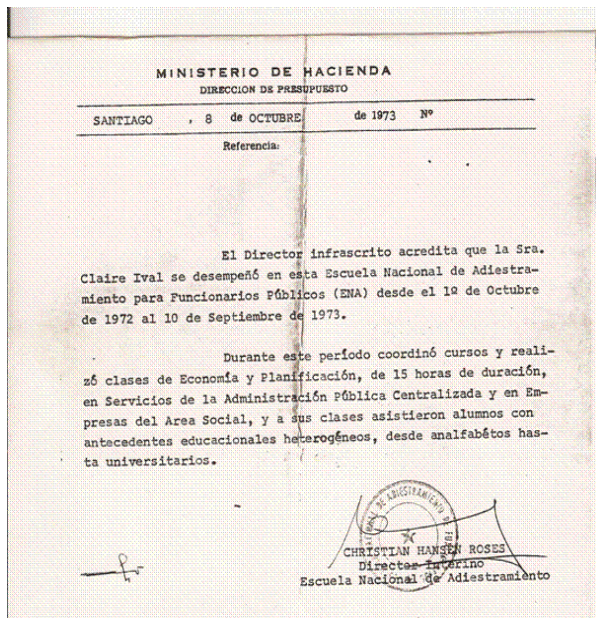 MINISTERIO DE HACIENDA
DIRECCION DE PRESUPUESTO
SANTIAGO , 8 de OCTUBRE de 1973 Nº
Referencia:
El Director infrascrito acredita que la Sra.
Claire Ival se desempeñó en esta Escuela Nacional de Adiestra-
miento para Funcionarios Públicos (ENA) desde el 1º de Octubre
de 1972 al 10 de Septiembre de 1973.
Durante este período coordinó cursos y reali-
zó clases de Economía y Planificación, de 15 horas de duración,
en Servicios de la Administración Pública Centralizada y en Em-
presas del Area Social, y a sus clases asistieron alumnos con
antecedentes educacionales heterogéneos, desde analfabétos has-
ta universitarios.
DE ADIESTRAMIENTO DE
CHRISTIAN HANSEN ROSES
Director Interino
Escuela Nacional de Adiestramiento